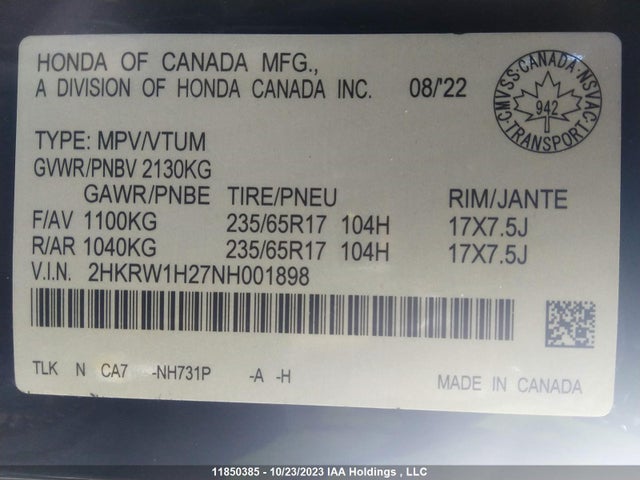 HONDA OF CANADA MFG.,
A DIVISION OF HONDA CANADA INC. 08/'22
CMVSS·CANADA·NSVAC·TRANSPORT
942
TYPE: MPV/VTUM
GVWR/PNBV 2130KG
GAWR/PNBE TIRE/PNEU RIM/JANTE
F/AV 1100KG 235/65R17 104H 17X7.5J
R/AR 1040KG 235/65R17 104H 17X7.5J
V.I.N. 2HKRW1H27NH001898
TLK N CA7 -NH731P -A -H MADE IN CANADA
11850385 - 10/23/2023 IAA Holdings , LLC